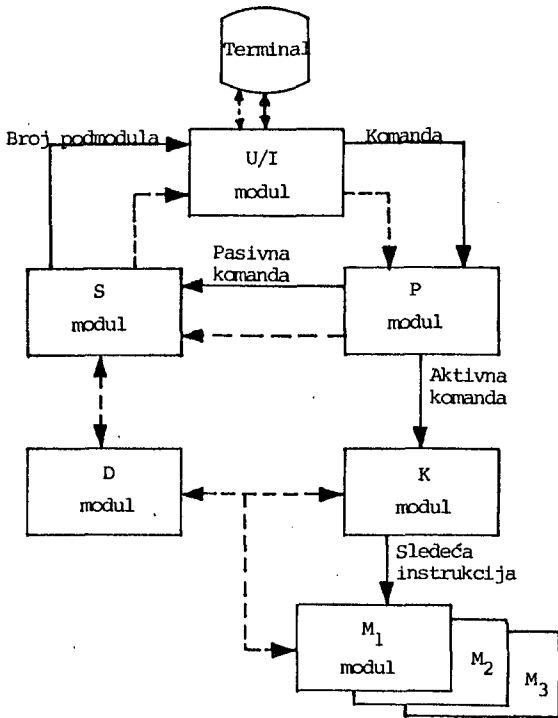 Terminal
Broj podmodula
U/I
modul
Komanda
S
modul
Pasivna
komanda
P
modul
Aktivna
komanda
D
modul
K
modul
Sledeća
instrukcija
M1
modul
M2
M3